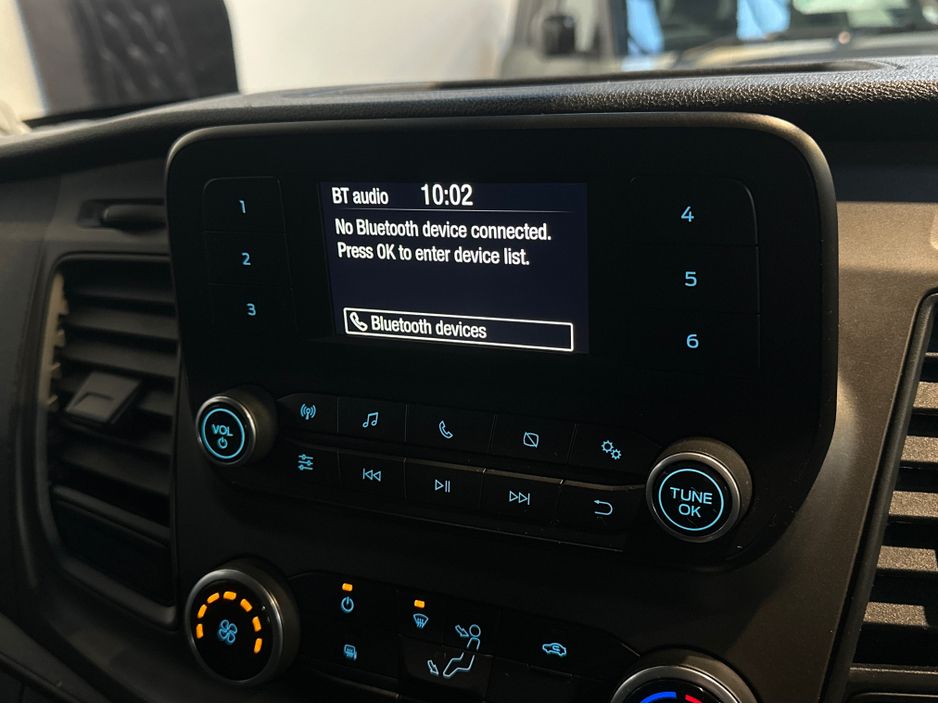 BT audio 10:02
No Bluetooth device connected.
Press OK to enter device list.
Bluetooth devices
1
2
3
4
5
6
VOL
TUNE
OK